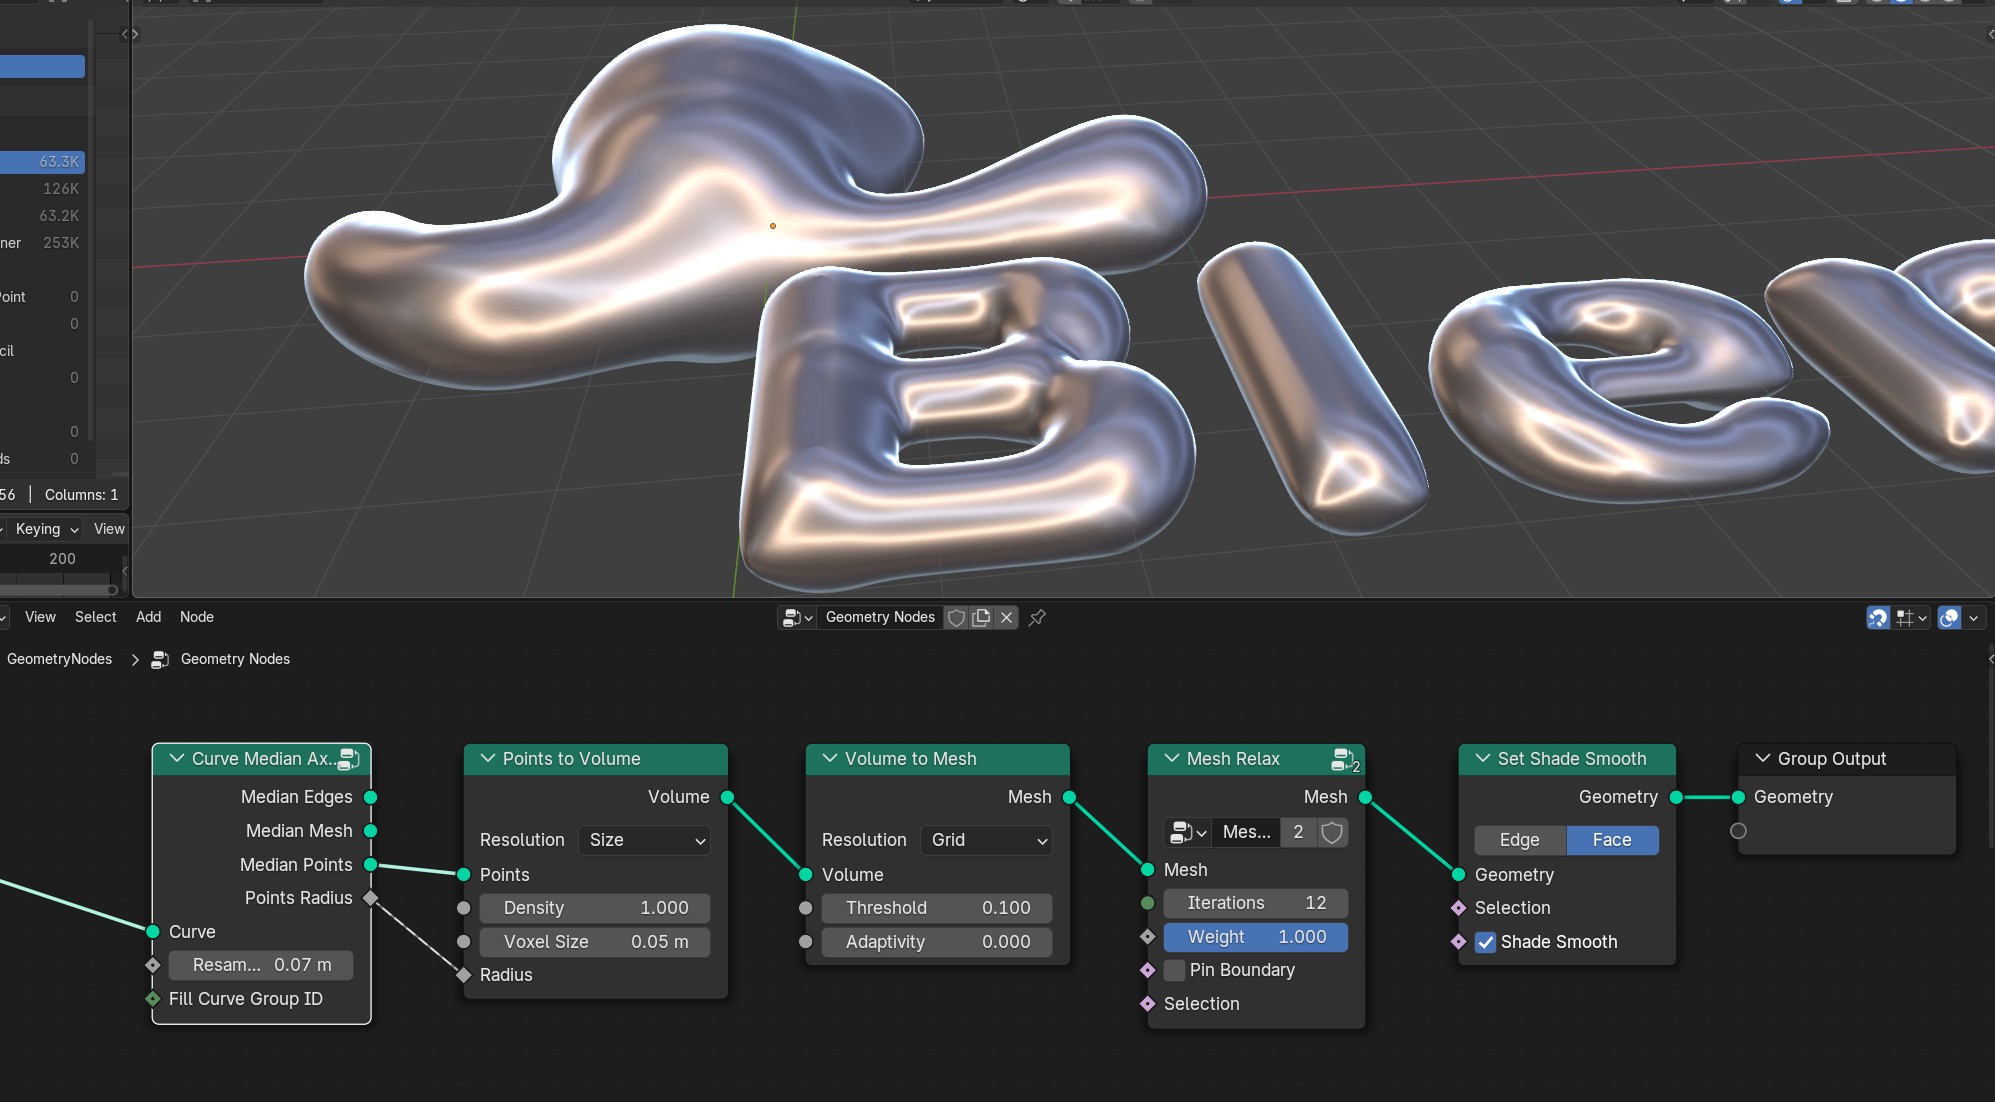 63.3K
126K
63.2K
ner 253K
Point 0
0
cil
0
0
ds 0
56 | Columns: 1
Keying View
200
Ble
View Select Add Node Geometry Nodes
GeometryNodes > Geometry Nodes
Curve Median Ax...
Median Edges
Median Mesh
Median Points
Points Radius
Curve
Resam... 0.07 m
Fill Curve Group ID
Points to Volume
Volume
Resolution Size
Points
Density 1.000
Voxel Size 0.05 m
Radius
Volume to Mesh
Mesh
Resolution Grid
Volume
Threshold 0.100
Adaptivity 0.000
Mesh Relax 2
Mesh
Mes... 2
Mesh
Iterations 12
Weight 1.000
Pin Boundary
Selection
Set Shade Smooth
Geometry
Edge Face
Geometry
Selection
Shade Smooth
Group Output
Geometry